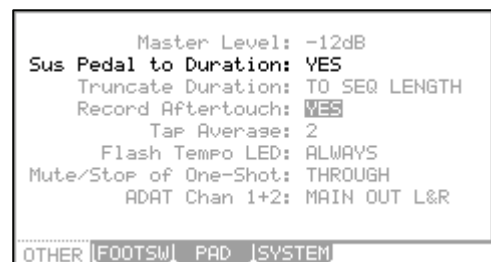 Master Level: -12dB
Sus Pedal to Duration: YES
Truncate Duration: TO SEQ LENGTH
Record Aftertouch: YES
Tap Average: 2
Flash Tempo LED: ALWAYS
Mute/Stop of One-Shot: THROUGH
ADAT Chan 1+2: MAIN OUT L&R
OTHER FOOTSW PAD SYSTEM